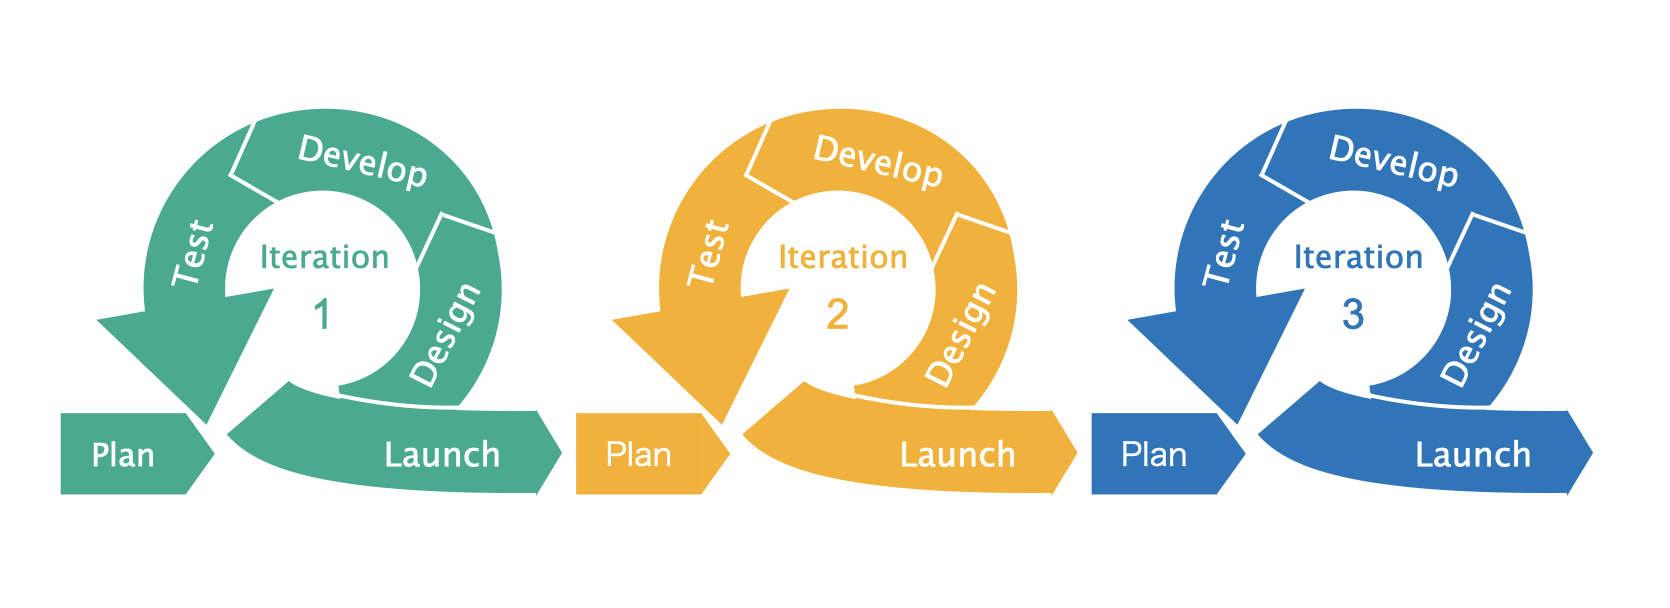 Plan
Design
Develop
Test
Launch
Iteration
1
Plan
Design
Develop
Test
Launch
Iteration
2
Plan
Design
Develop
Test
Launch
Iteration
3